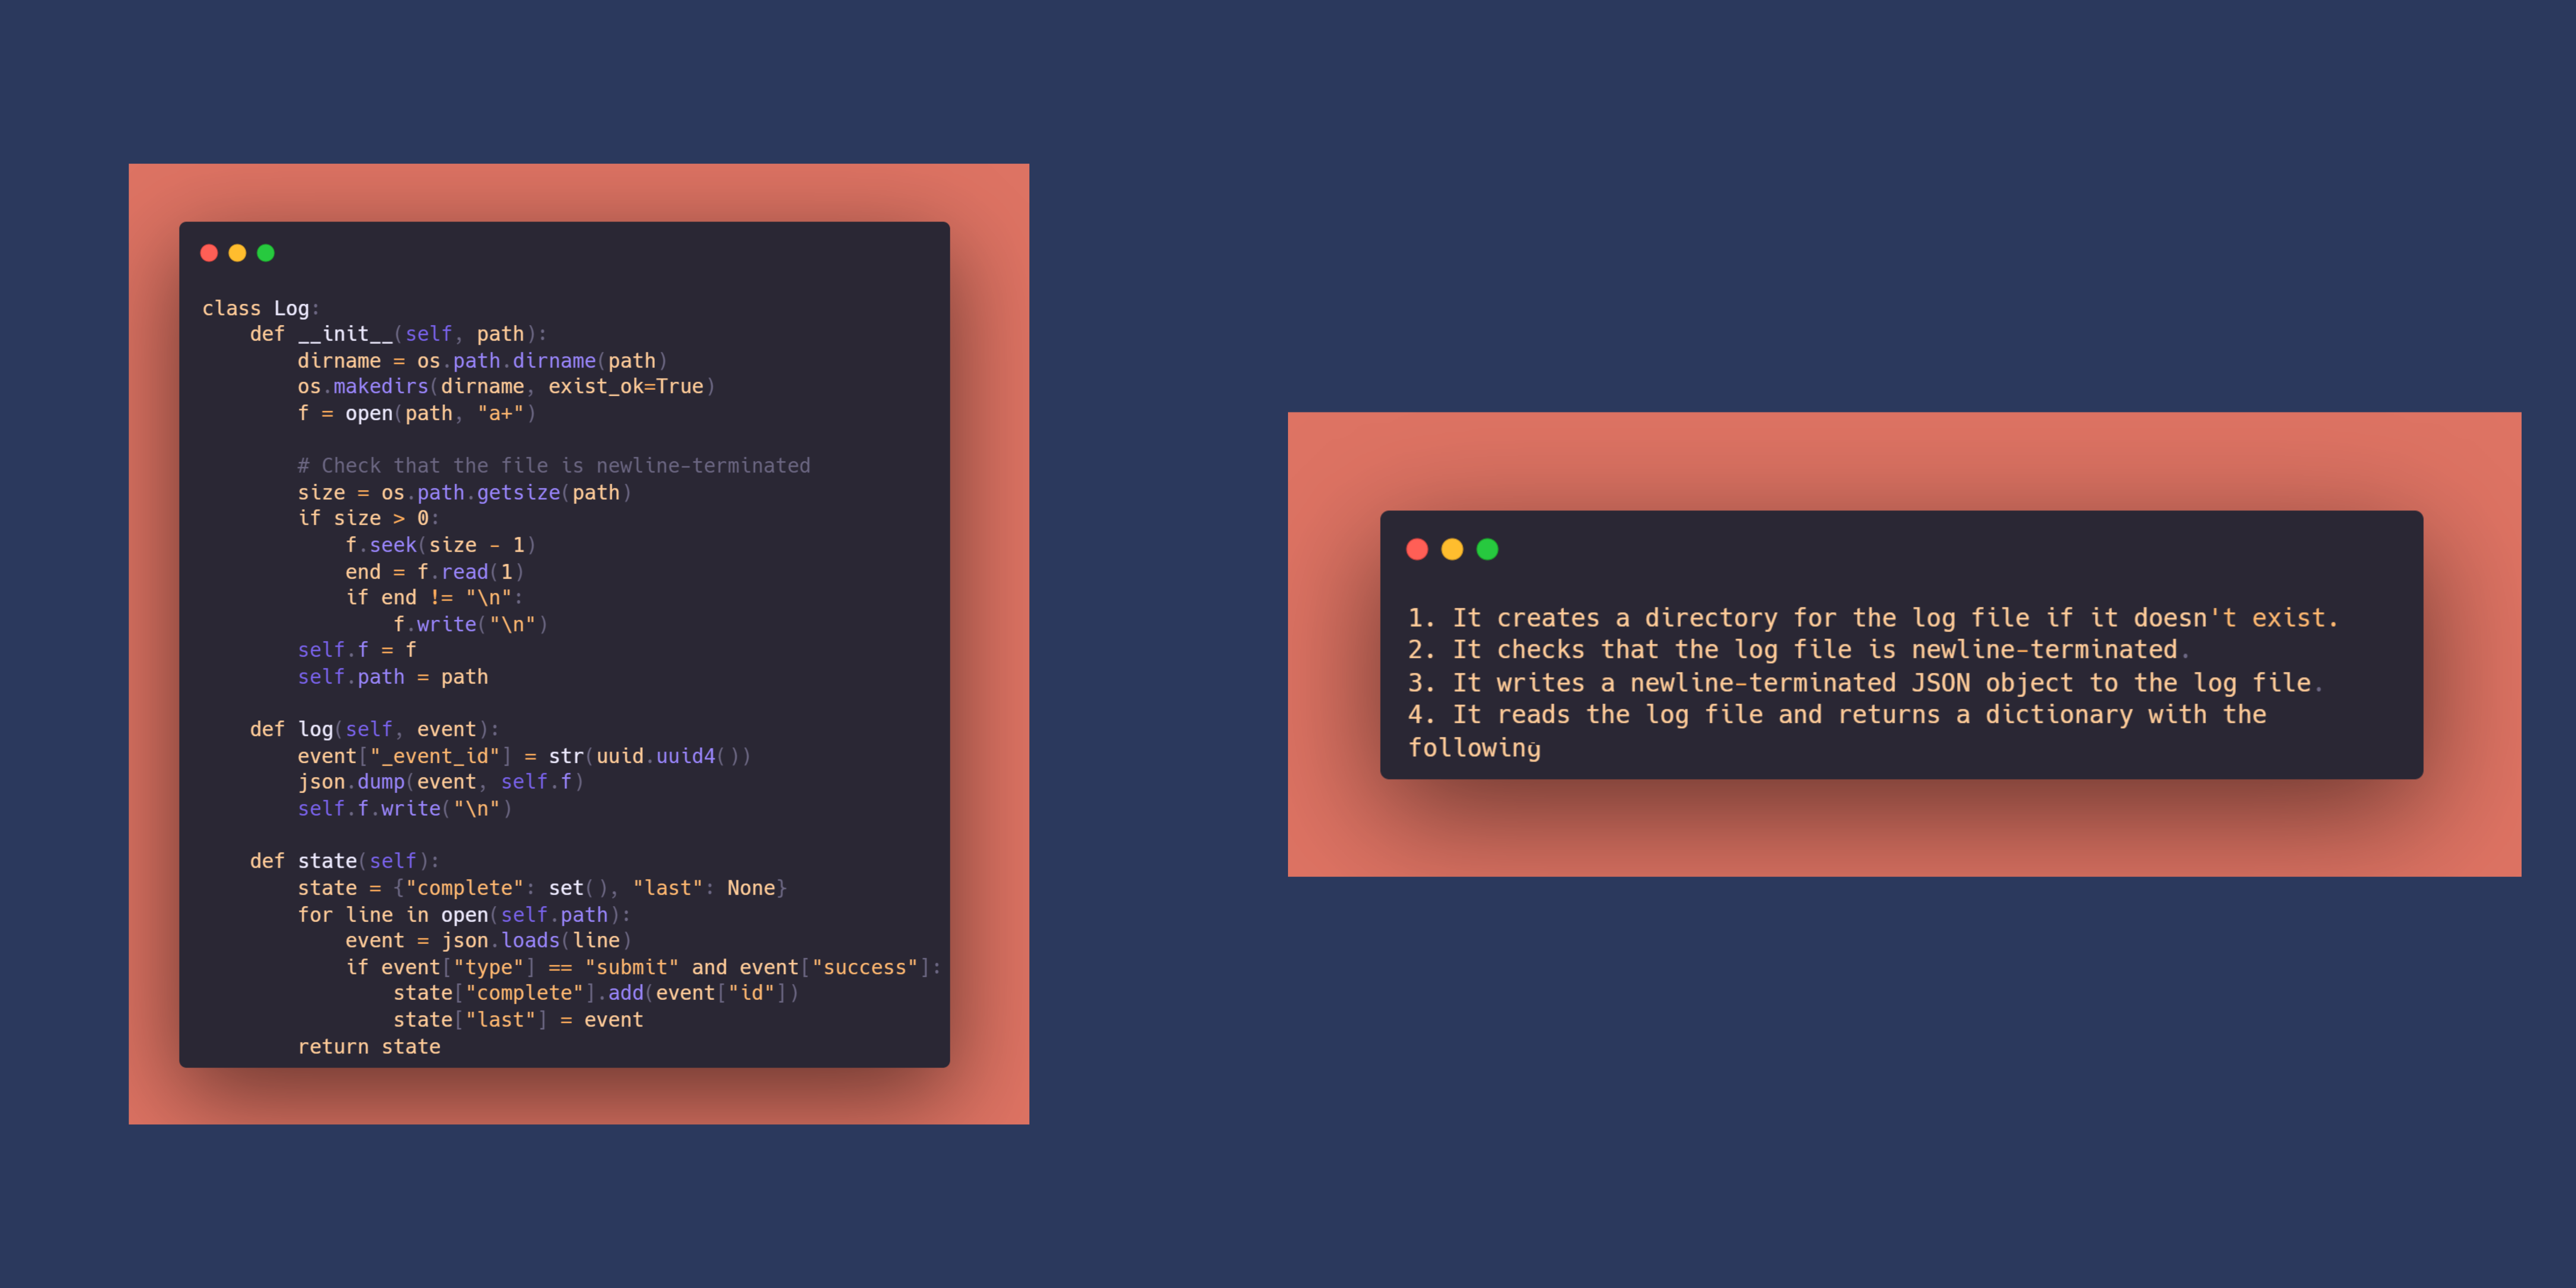 class Log:
    def __init__(self, path):
        dirname = os.path.dirname(path)
        os.makedirs(dirname, exist_ok=True)
        f = open(path, "a+")

        # Check that the file is newline-terminated
        size = os.path.getsize(path)
        if size > 0:
            f.seek(size - 1)
            end = f.read(1)
            if end != "\n":
                f.write("\n")
        self.f = f
        self.path = path

    def log(self, event):
        event["_event_id"] = str(uuid.uuid4())
        json.dump(event, self.f)
        self.f.write("\n")

    def state(self):
        state = {"complete": set(), "last": None}
        for line in open(self.path):
            event = json.loads(line)
            if event["type"] == "submit" and event["success"]:
                state["complete"].add(event["id"])
                state["last"] = event
        return state
1. It creates a directory for the log file if it doesn't exist.
2. It checks that the log file is newline-terminated.
3. It writes a newline-terminated JSON object to the log file.
4. It reads the log file and returns a dictionary with the
following